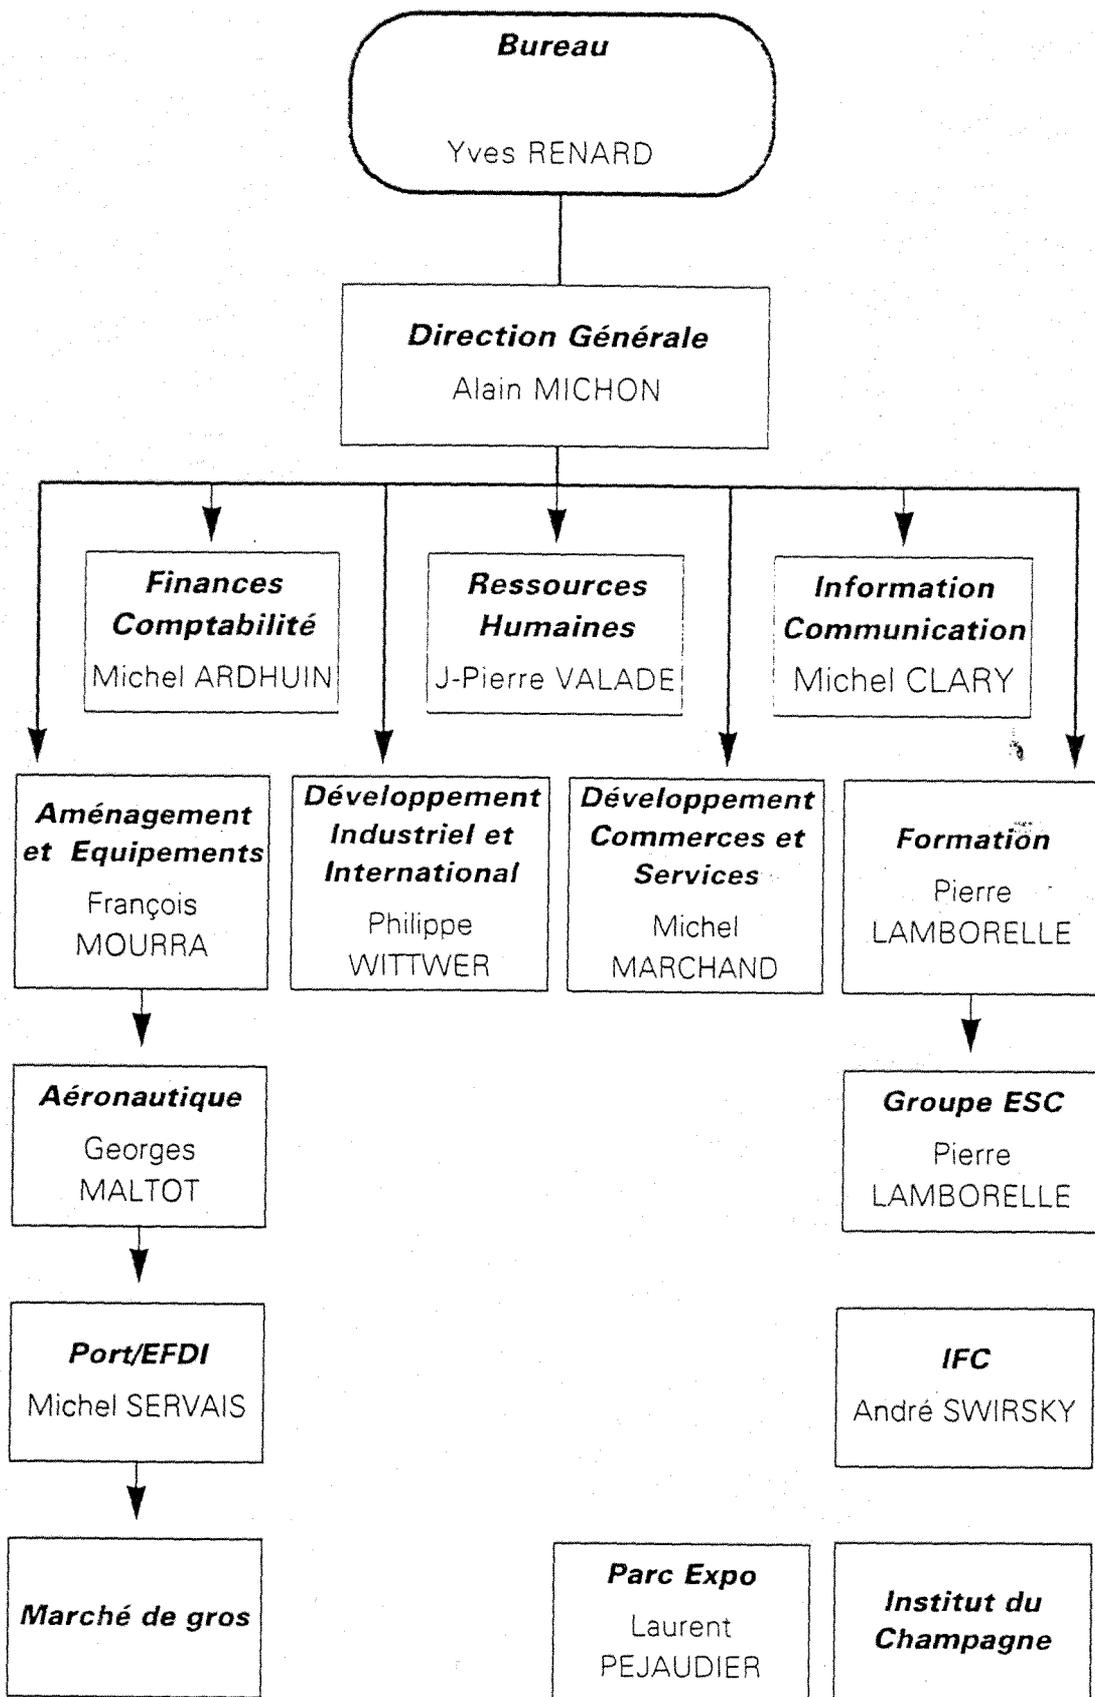 Bureau
Yves RENARD
Direction Générale
Alain MICHON
Finances
Comptabilité
Michel ARDHUIN
Ressources
Humaines
J-Pierre VALADE
Information
Communication
Michel CLARY
Aménagement
et Equipements
François
MOURRA
Développement
Industriel et
International
Philippe
WITTWER
Développement
Commerces et
Services
Michel
MARCHAND
Formation
Pierre
LAMBORELLE
Aéronautique
Georges
MALTOT
Groupe ESC
Pierre
LAMBORELLE
Port/EFDI
Michel SERVAIS
IFC
André SWIRSKY
Marché de gros
Parc Expo
Laurent
PEJAUDIER
Institut du
Champagne